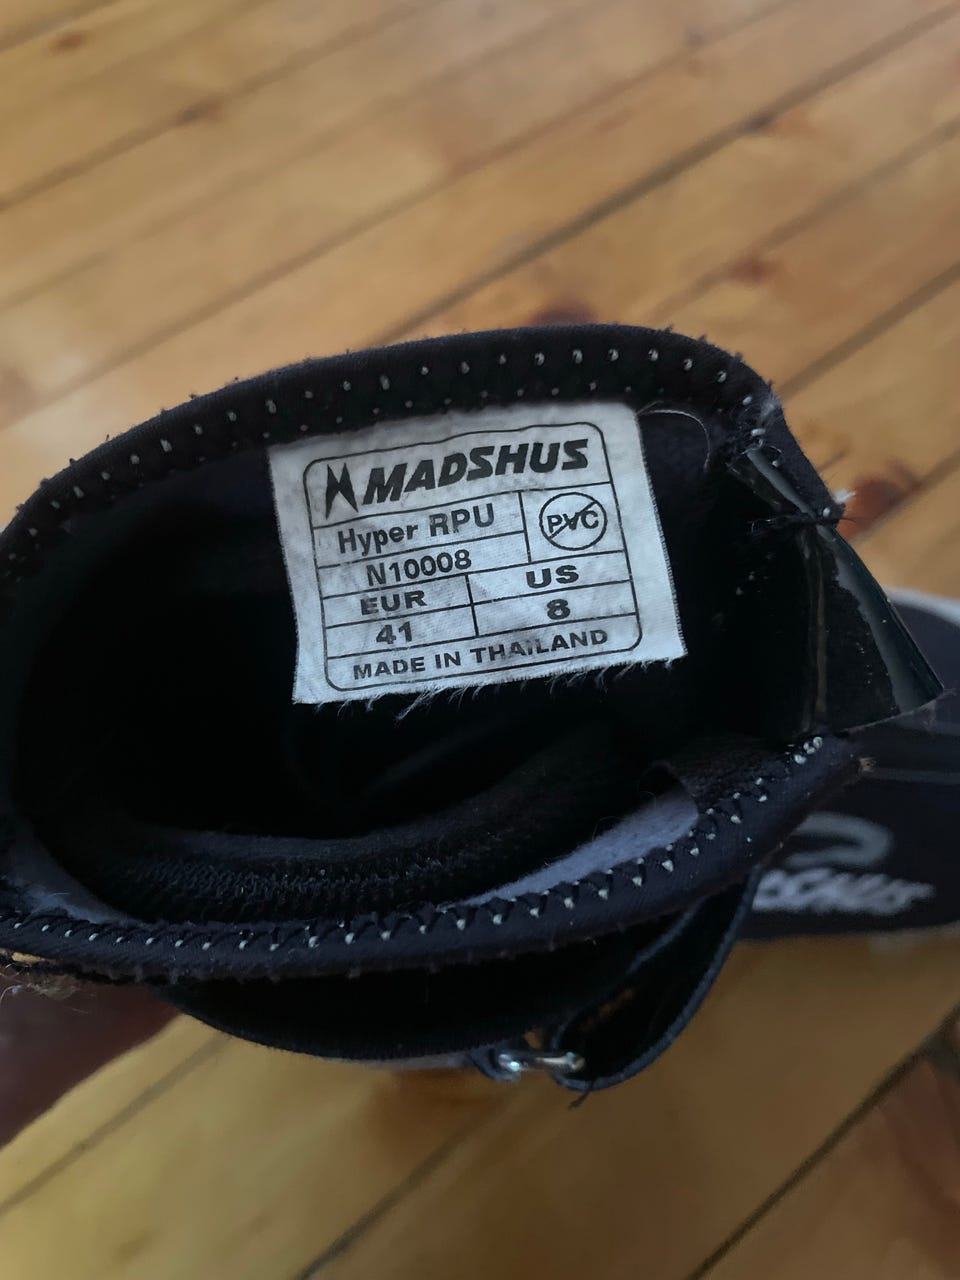 MADSHUS
Hyper RPU
PVC
N10008
EUR US
41 8
MADE IN THAILAND